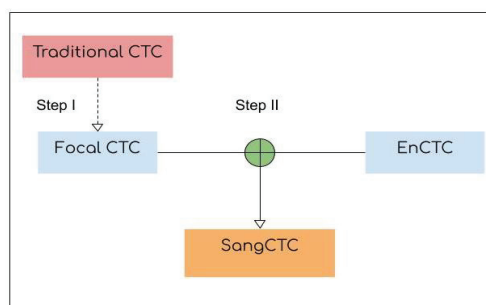 Traditional CTC
Step I
Step II
Focal CTC
EnCTC
SangCTC